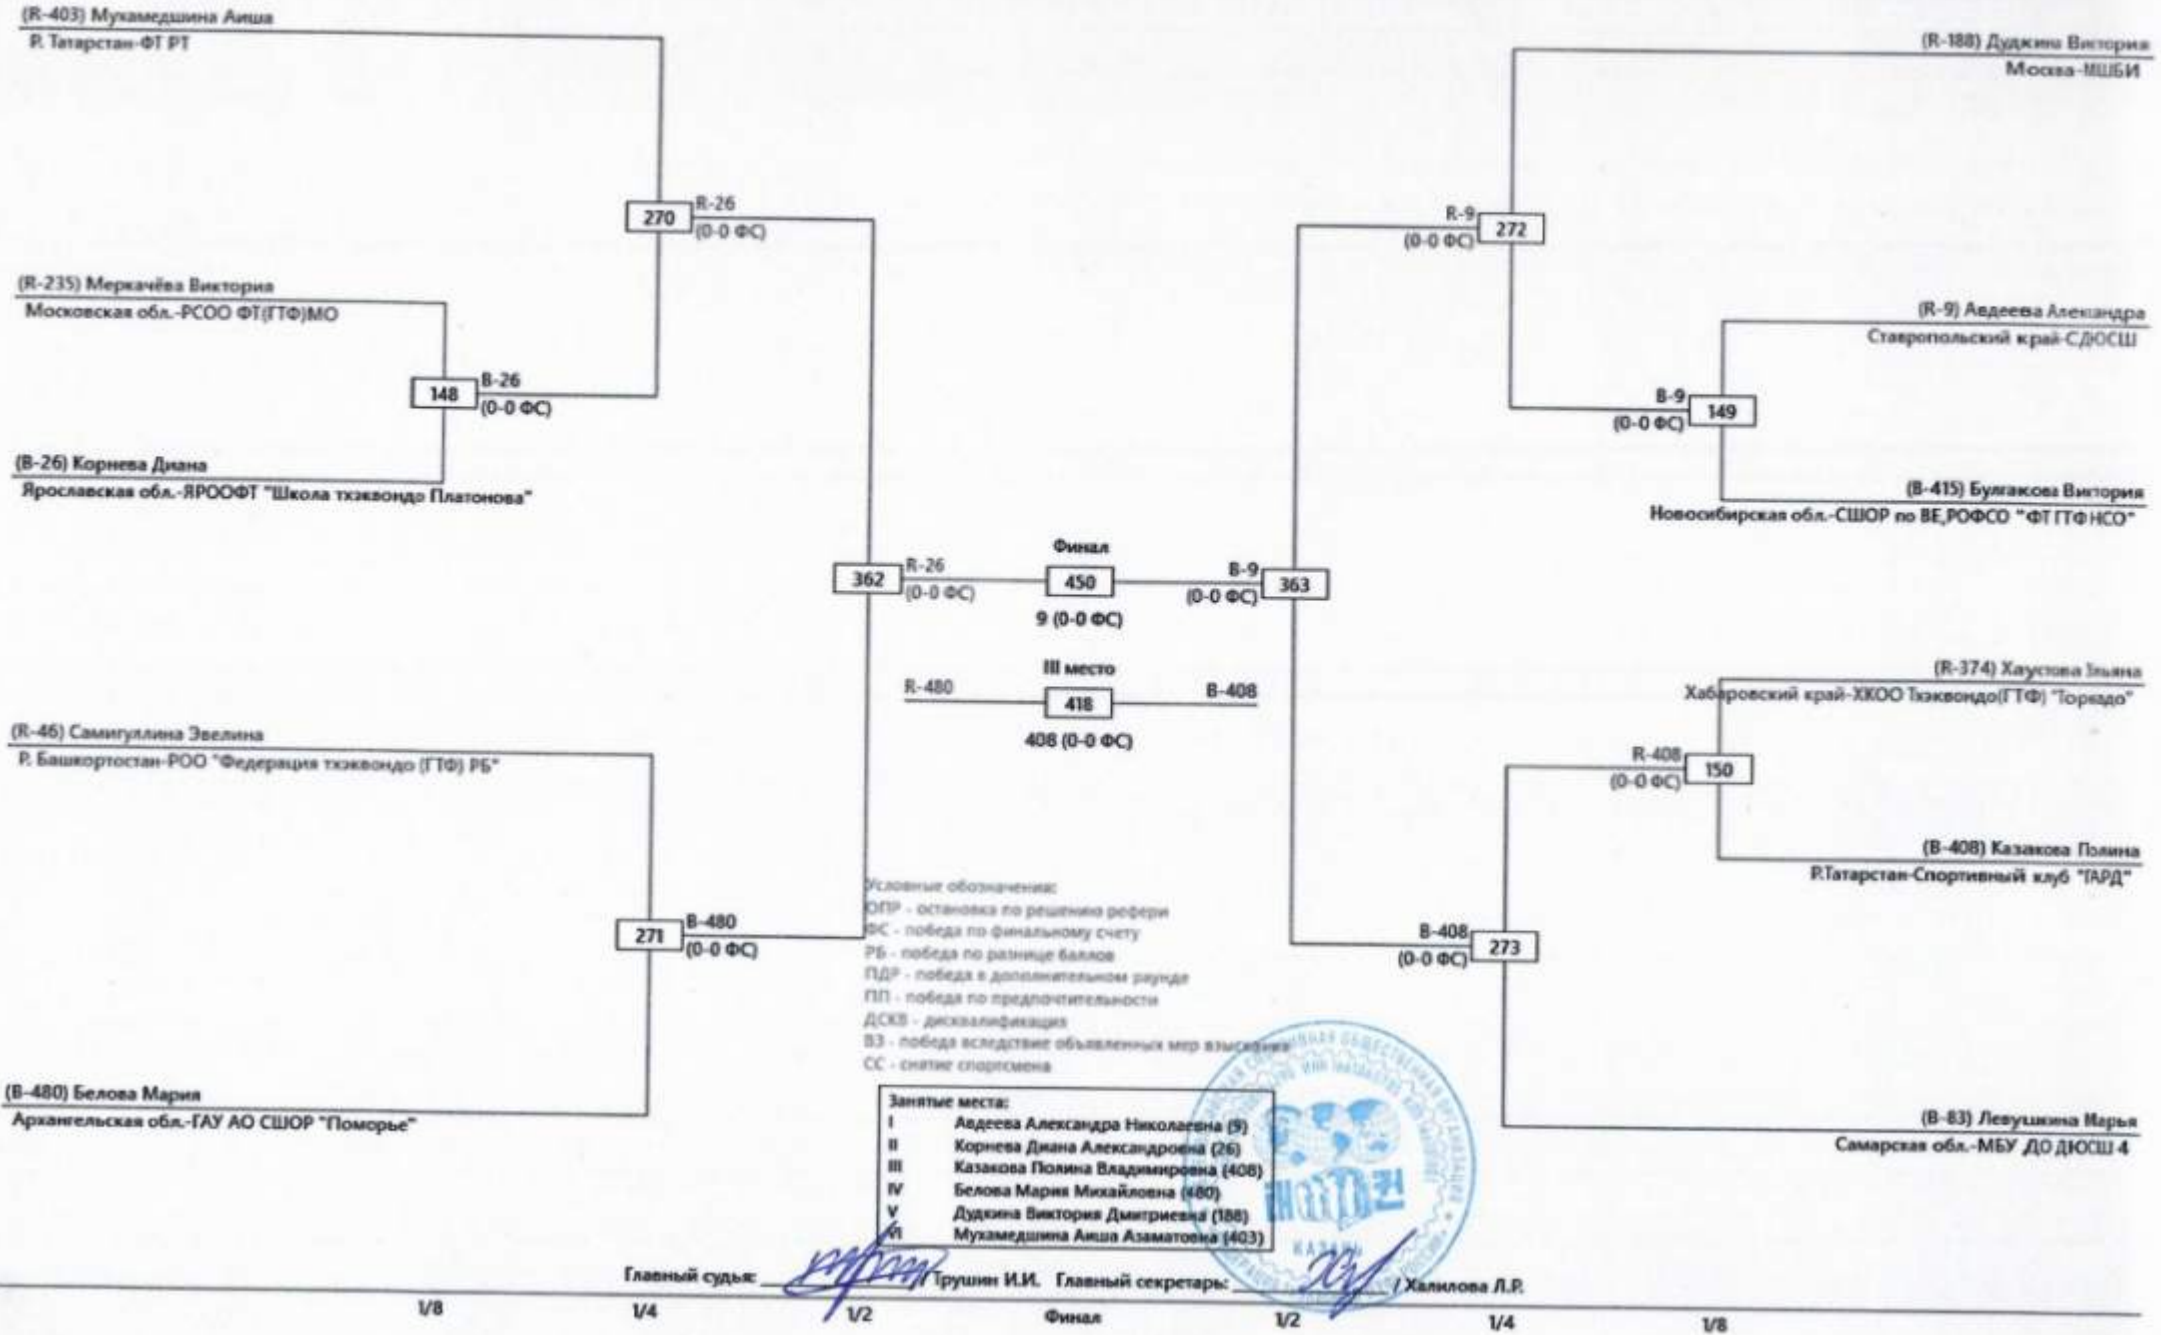 (R-403) Мухамедшина Аиша
Р. Татарстан-ФТ РТ
270
R-26
(0-0 ФС)
(R-235) Меркачёва Виктория
Московская обл.-РСОО ФТ(ГТФ)МО
148
B-26
(0-0 ФС)
(B-26) Корнева Диана
Ярославская обл.-ЯРООФТ "Школа тхэквондо Платонова"
362
R-26
(0-0 ФС)
(R-46) Самигуллина Эвелина
Р. Башкортостан-РОО "Федерация тхэквондо (ГТФ) РБ"
271
B-480
(0-0 ФС)
(B-480) Белова Мария
Архангельская обл.-ГАУ АО СШОР "Поморье"
Финал
450
9 (0-0 ФС)
III место
R-480
418
B-408
408 (0-0 ФС)
(R-188) Дудкина Виктория
Москва-МШБИ
R-9
(0-0 ФС)
272
(R-9) Авдеева Александра
Ставропольский край-СДЮСШ
B-9
(0-0 ФС)
149
(B-415) Булгакова Виктория
Новосибирская обл.-СШОР по ВЕ,РОФСО "ФТ ГТФ НСО"
B-9
(0-0 ФС)
363
(R-374) Хаустова
Хабаровский край-ХКОО Тхэквондо(ГТФ) "Торнадо"
R-408
(0-0 ФС)
150
(B-408) Казакова Полина
Р.Татарстан-Спортивный клуб "ГАРД"
B-408
(0-0 ФС)
273
(B-83) Левушкина Марья
Самарская обл.-МБУ ДО ДЮСШ 4
Условные обозначения:
ОПР - остановка по решению рефери
ФС - победа по финальному счету
РБ - победа по разнице баллов
ПДР - победа в дополнительном раунде
ПП - победа по предпочтительности
ДСКВ - дисквалификация
ВЗ - победа вследствие объявленных мер взыскания
СС - снятие спортсмена
Занятые места:
I Авдеева Александра Николаевна (9)
II Корнева Диана Александровна (26)
III Казакова Полина Владимировна (408)
IV Белова Мария Михайловна (480)
V Дудкина Виктория Дмитриевна (188)
VI Мухамедшина Аиша Азаматовна (403)
КАЗАНЬ
Главный судья: / Трушин И.И. Главный секретарь: / Халилова Л.Р.
1/8 1/4 1/2 Финал 1/2 1/4 1/8